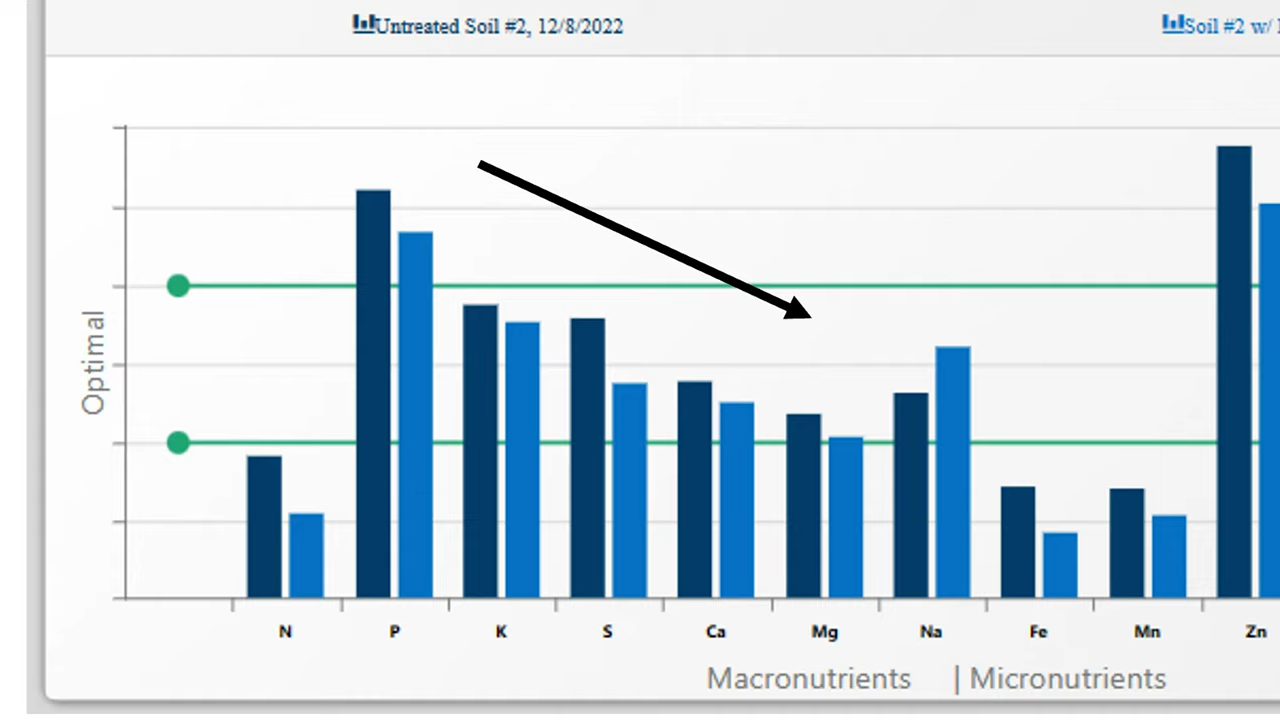 Untreated Soil #2, 12/8/2022
Soil #2 w/
Optimal
N P K S Ca Mg Na Fe Mn Zn
Macronutrients | Micronutrients